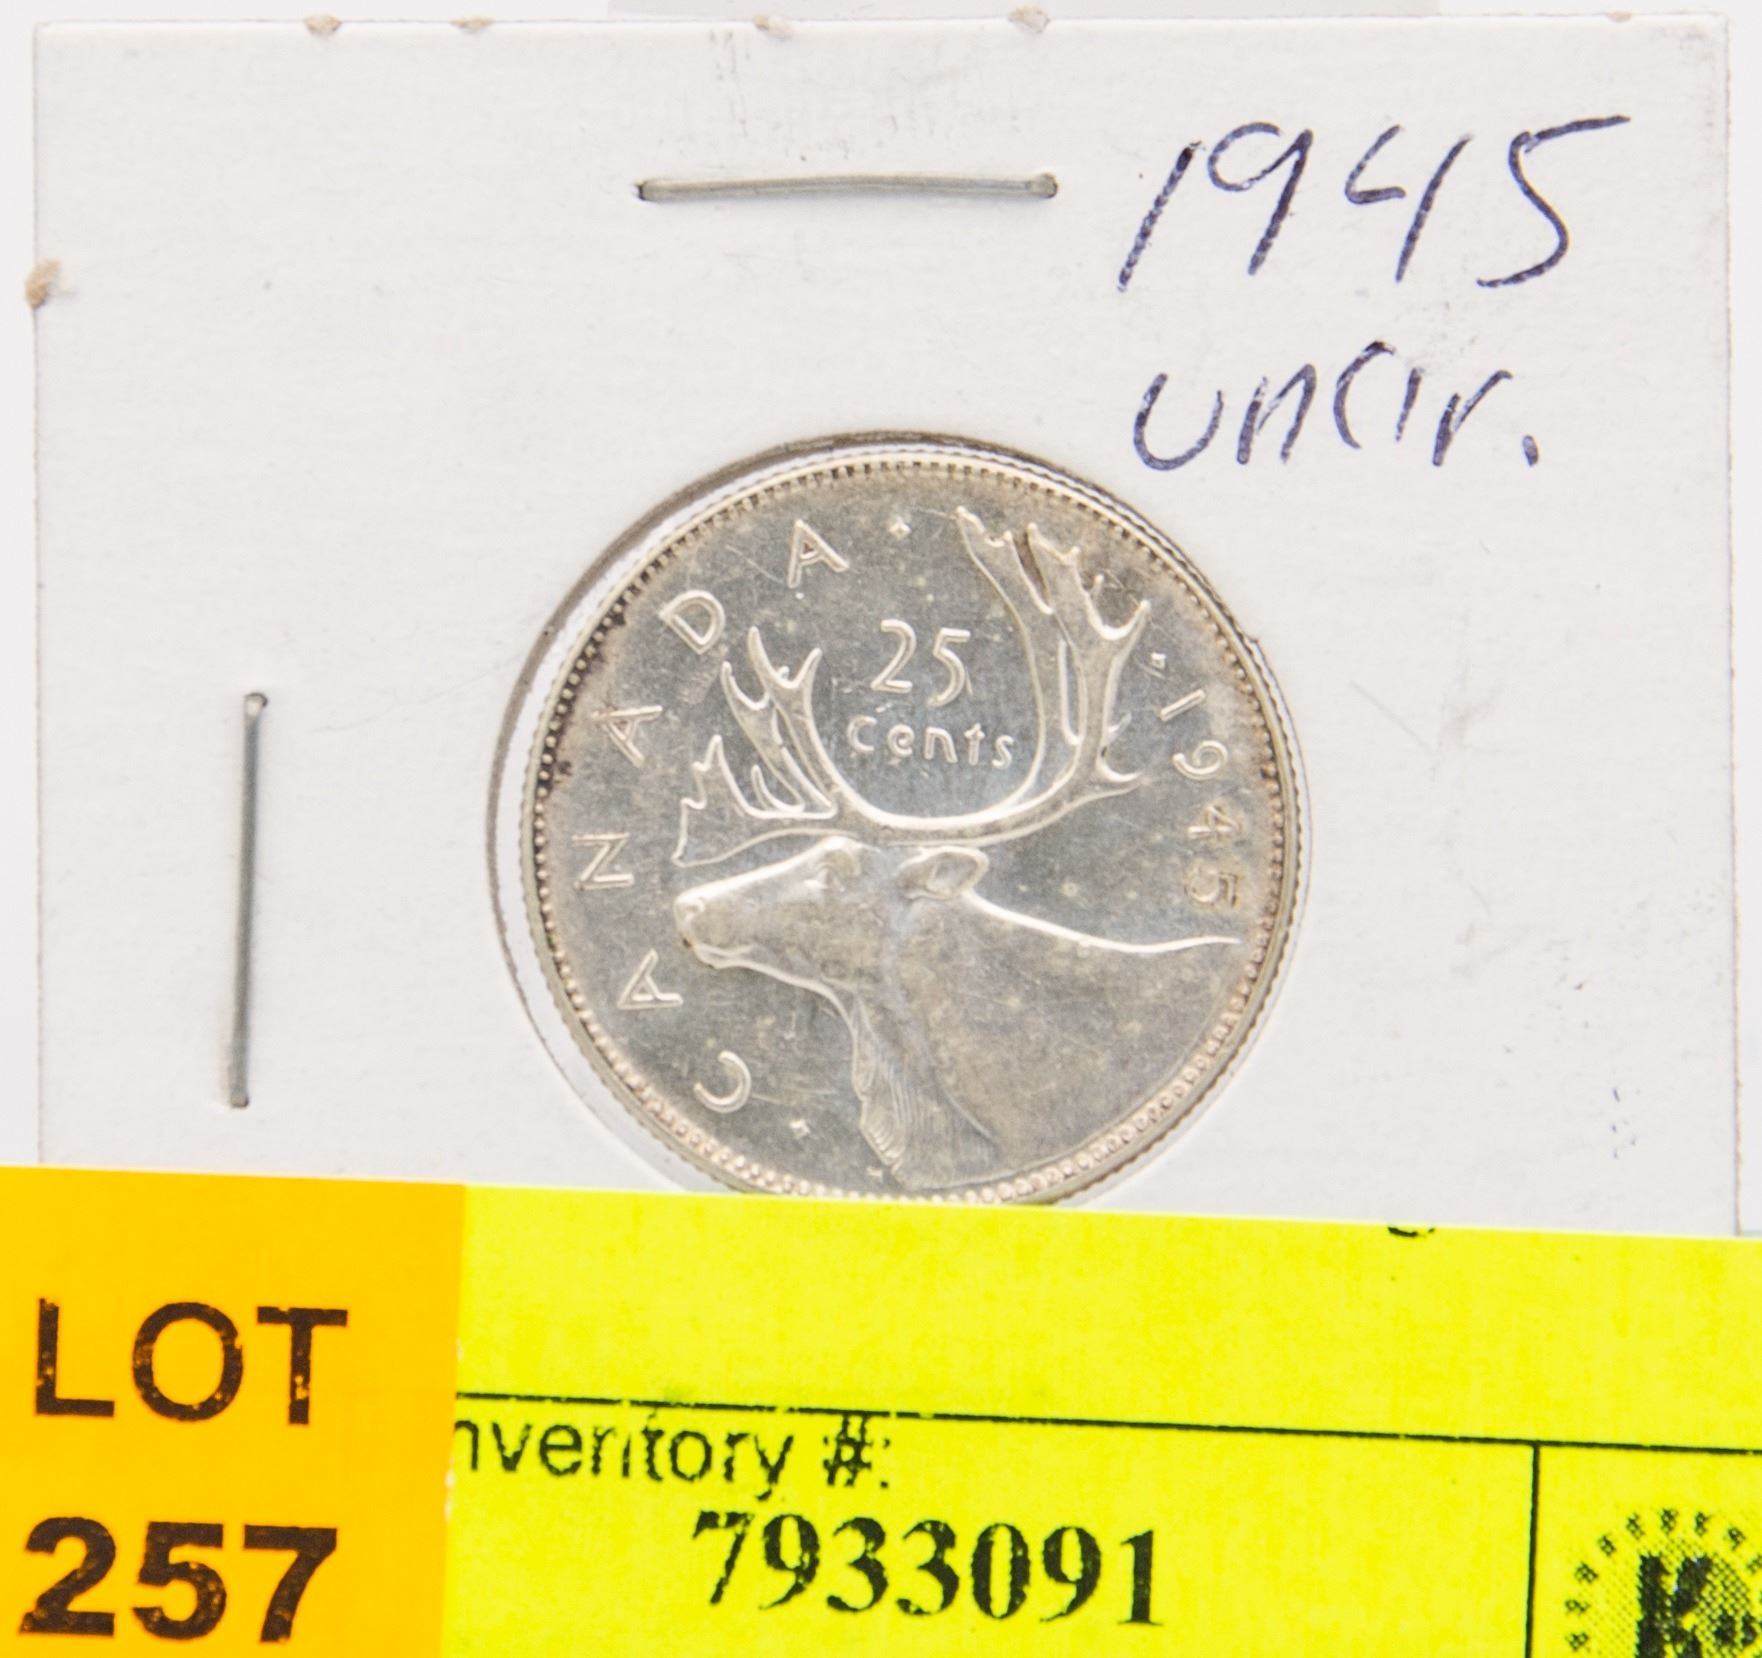 1945
uncir.
CANADA
25
cents
1945
LOT
257
nventory #:
7933091